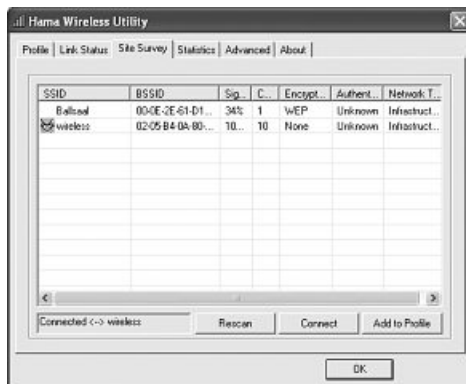 Hama Wireless Utility
Profile Link Status Site Survey Statistics Advanced About
SSID BSSID Sig... C... Encrypt... Authent... Network T...
Ballsaal 00-0E-2E-61-D1... 34% 1 WEP Unknown Infrastruct...
wireless 02-05-B4-0A-80-... 10... 10 None Unknown Infrastruct...
Connected <--> wireless Rescan Connect Add to Profile
OK